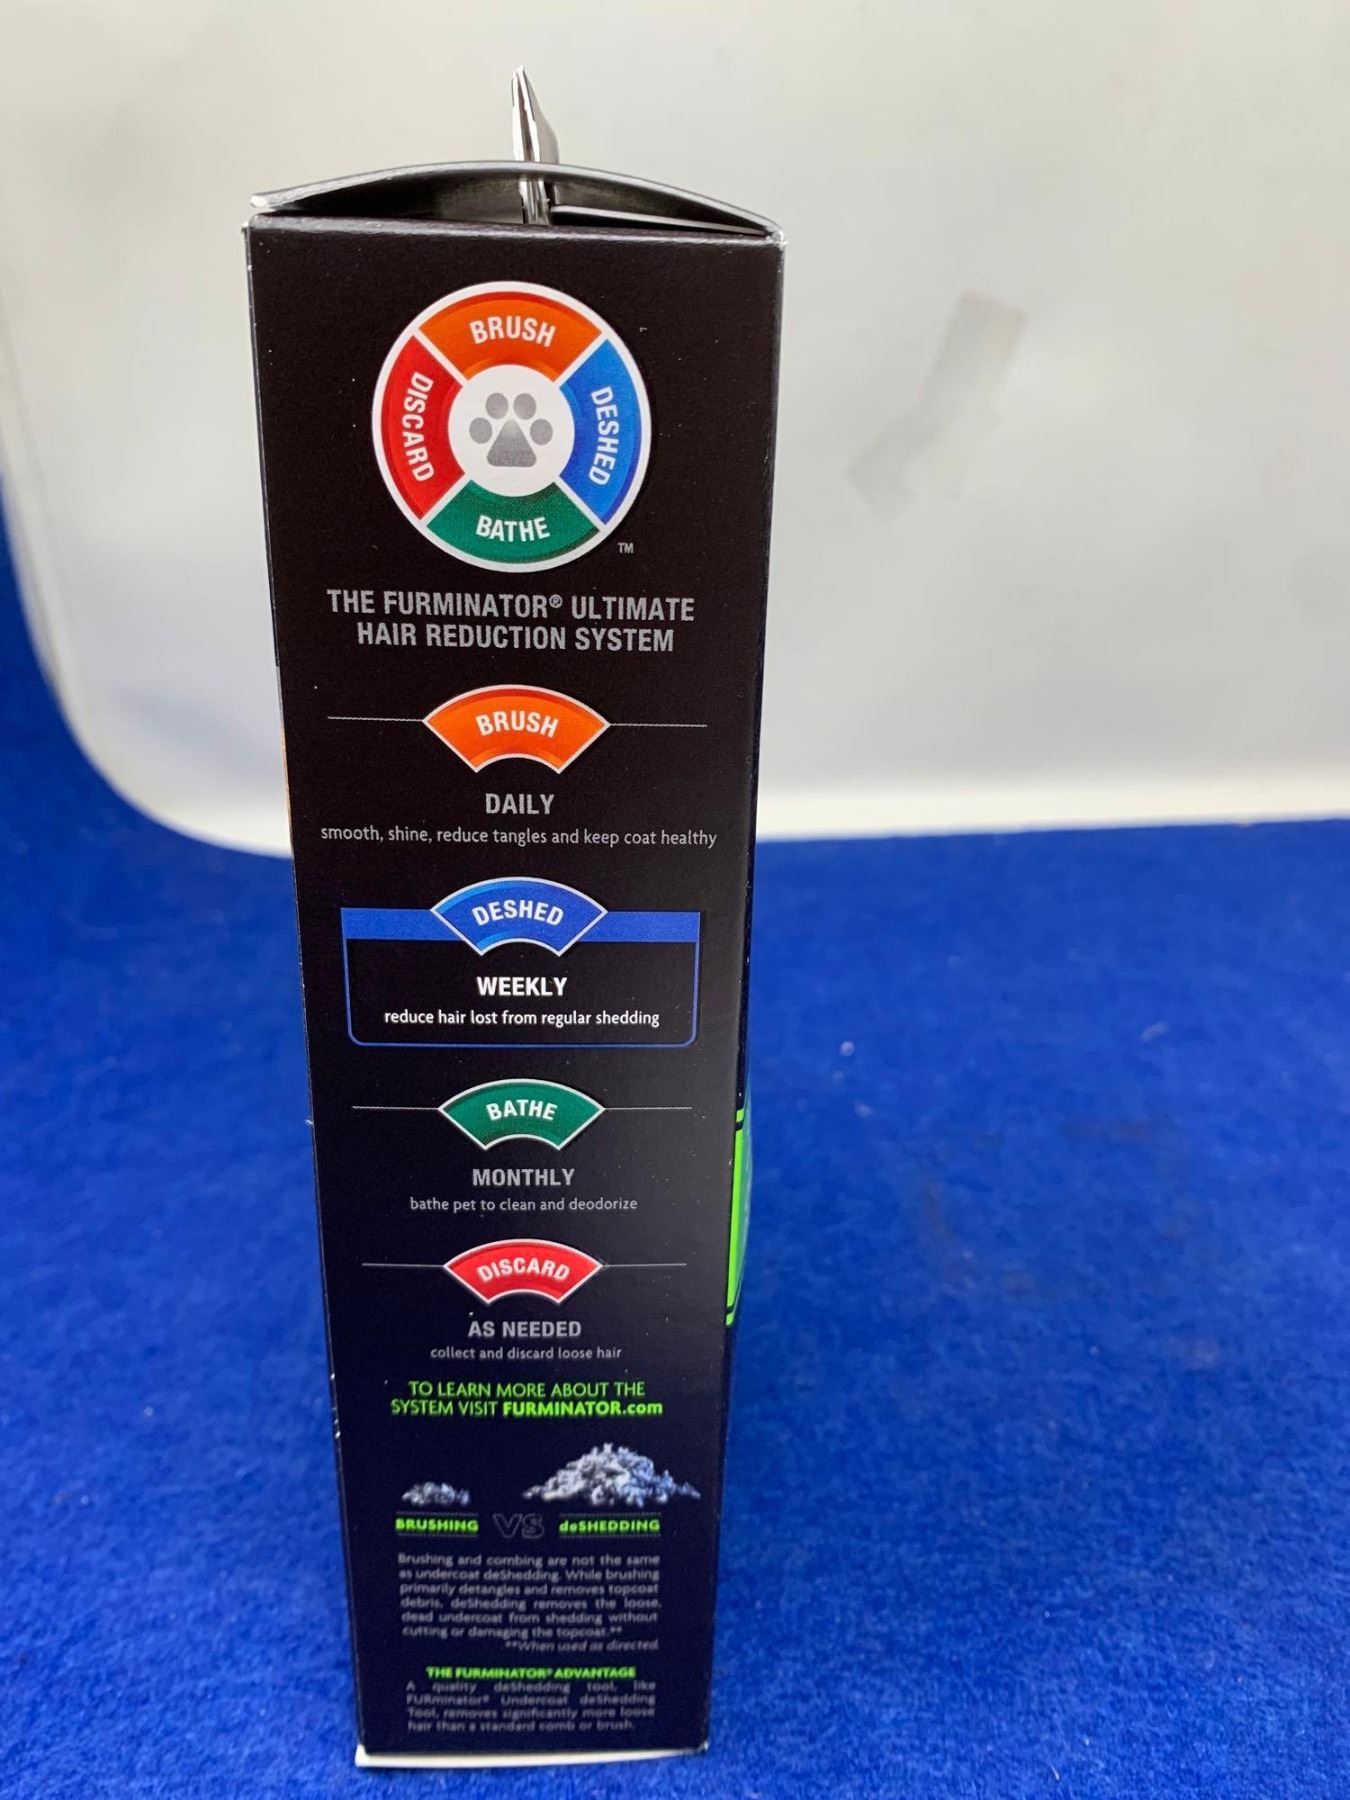 BRUSH
DISCARD
DESHED
BATHE
TM
THE FURMINATOR® ULTIMATE
HAIR REDUCTION SYSTEM
BRUSH
DAILY
smooth, shine, reduce tangles and keep coat healthy
DESHED
WEEKLY
reduce hair lost from regular shedding
BATHE
MONTHLY
bathe pet to clean and deodorize
DISCARD
AS NEEDED
collect and discard loose hair
TO LEARN MORE ABOUT THE
SYSTEM VISIT FURMINATOR.com
BRUSHING VS deSHEDDING
Brushing and combing are not the same
as undercoat deShedding. While brushing
primarily detangles and removes topcoat
debris, deShedding removes the loose,
dead undercoat from shedding without
cutting or damaging the topcoat.**
**When used as directed.
THE FURMINATOR® ADVANTAGE
A quality deShedding tool, like
FURminator® Undercoat deShedding
Tool, removes significantly more loose
hair than a standard comb or brush.